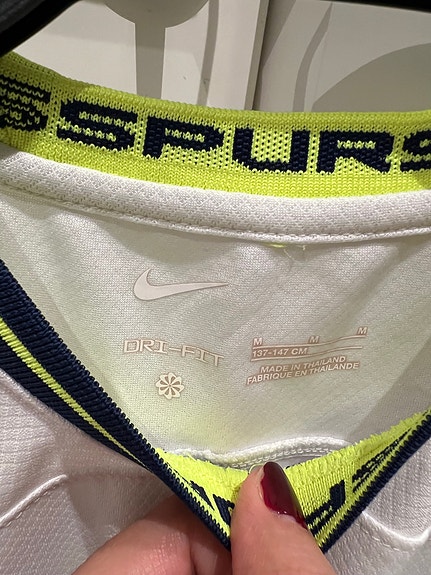 SPURS
DRI-FIT
M M M
137-147 CM
MADE IN THAILAND
FABRIQUE EN THAILANDE